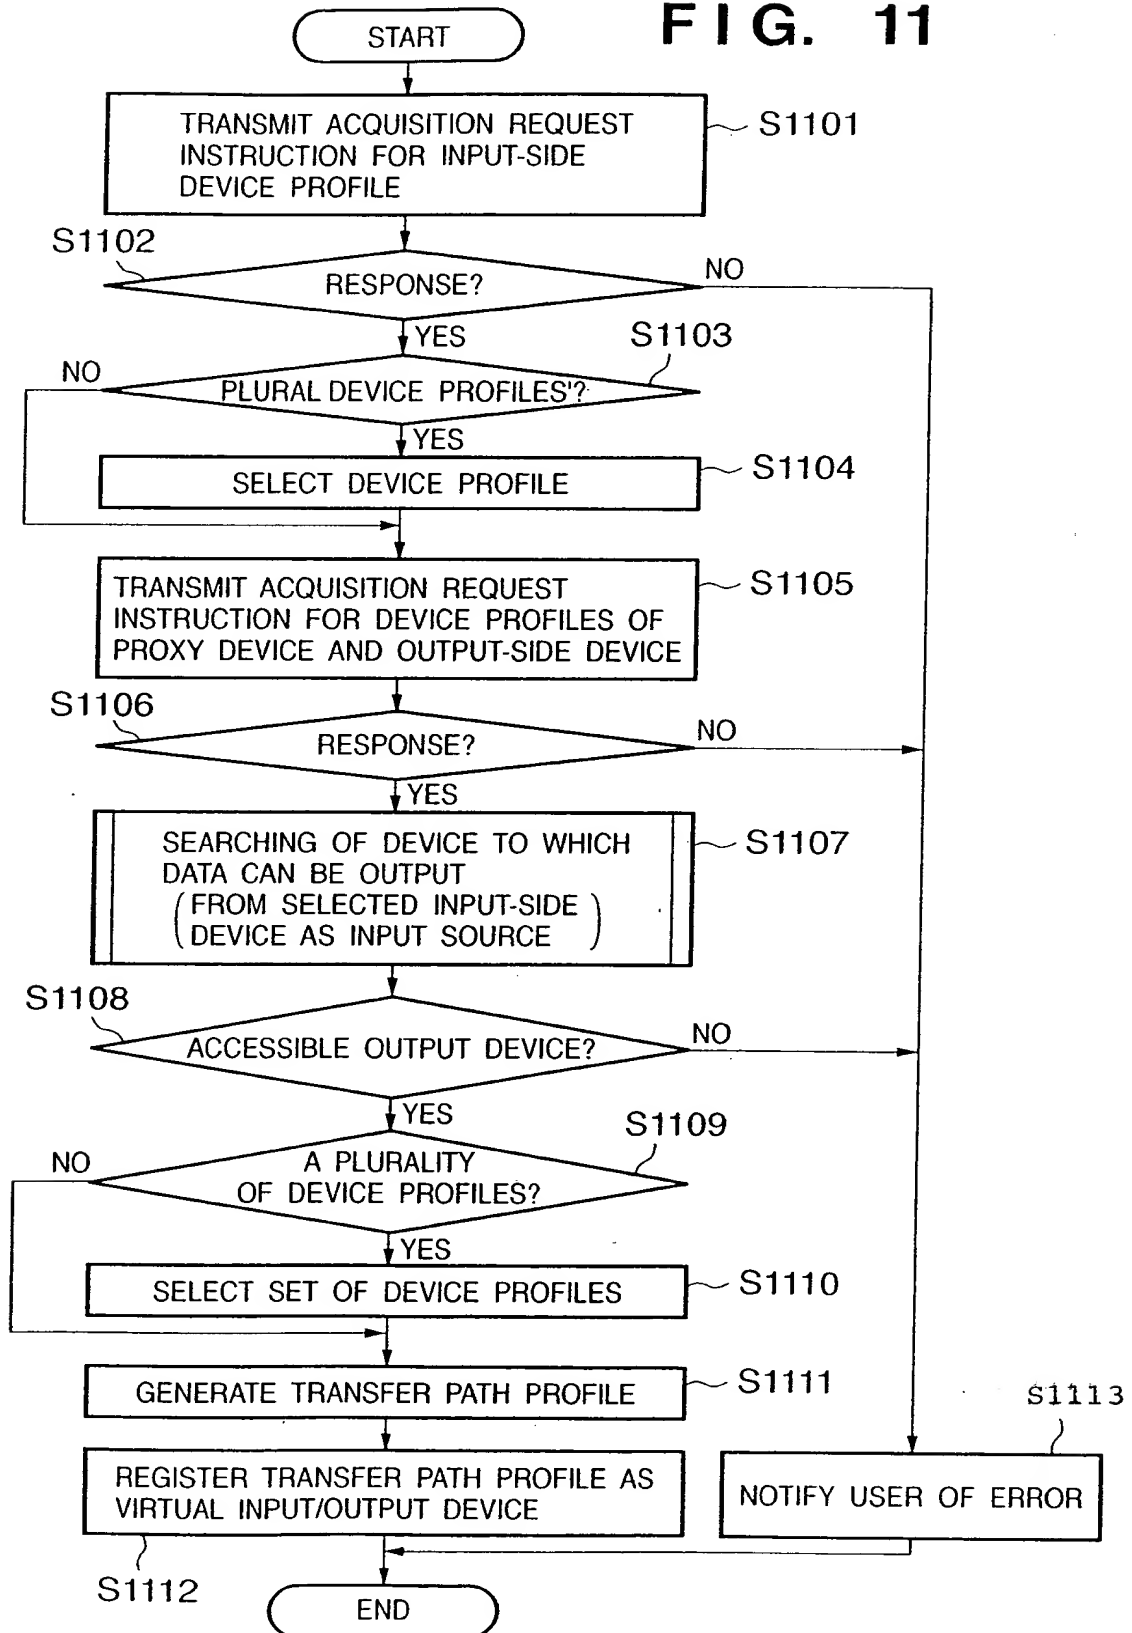 FIG. 11
START
TRANSMIT ACQUISITION REQUEST
INSTRUCTION FOR INPUT-SIDE
DEVICE PROFILE
S1101
S1102
RESPONSE?
NO
YES
S1103
NO
PLURAL DEVICE PROFILES'?
YES
SELECT DEVICE PROFILE
S1104
TRANSMIT ACQUISITION REQUEST
INSTRUCTION FOR DEVICE PROFILES OF
PROXY DEVICE AND OUTPUT-SIDE DEVICE
S1105
S1106
RESPONSE?
NO
YES
SEARCHING OF DEVICE TO WHICH
DATA CAN BE OUTPUT
(FROM SELECTED INPUT-SIDE
DEVICE AS INPUT SOURCE)
S1107
S1108
ACCESSIBLE OUTPUT DEVICE?
NO
YES
S1109
NO
A PLURALITY
OF DEVICE PROFILES?
YES
SELECT SET OF DEVICE PROFILES
S1110
GENERATE TRANSFER PATH PROFILE
S1111
REGISTER TRANSFER PATH PROFILE AS
VIRTUAL INPUT/OUTPUT DEVICE
S1112
S1113
NOTIFY USER OF ERROR
END